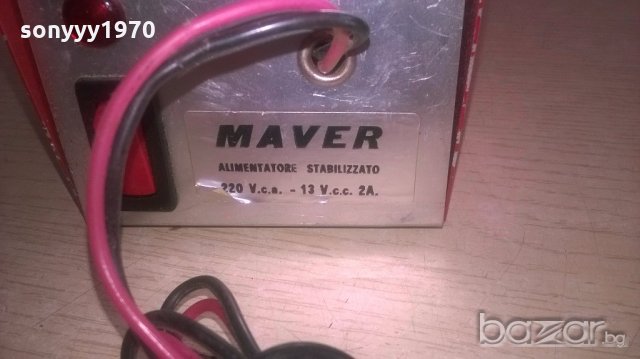 sonyyy1970
MAVER
ALIMENTATORE STABILIZZATO
220 V.c.a. - 13 V.c.c. 2A.
bazar.bg